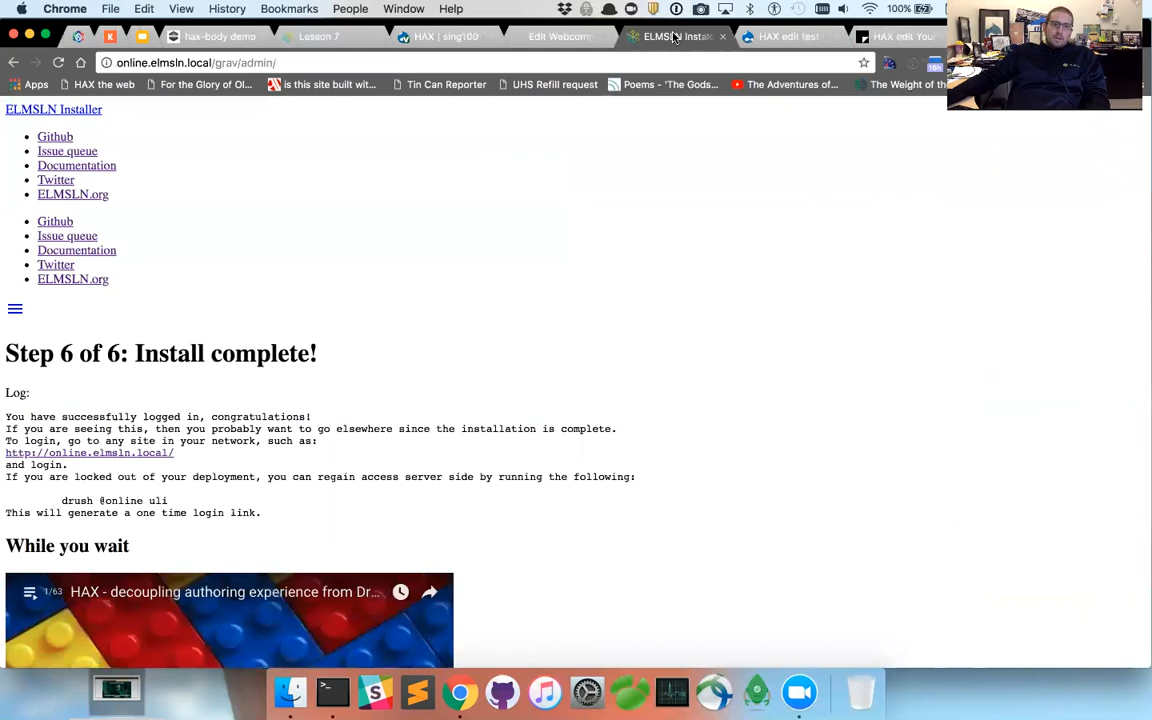 Chrome File Edit View History Bookmarks People Window Help 100%
hax-body demo Lesson 7 HAX | sing100 Edit Webcom ELMSLN Instal HAX edit test HAX edit Your
online.elmsln.local/grav/admin/
Apps HAX the web For the Glory of Ol... is this site built wit... Tin Can Reporter UHS Refill request Poems - 'The Gods... The Adventures of... The Weight of the
ELMSLN Installer
Github
Issue queue
Documentation
Twitter
ELMSLN.org
Github
Issue queue
Documentation
Twitter
ELMSLN.org
Step 6 of 6: Install complete!
Log:
You have successfully logged in, congratulations!
If you are seeing this, then you probably want to go elsewhere since the installation is complete.
To login, go to any site in your network, such as:
http://online.elmsln.local/
and login.
If you are locked out of your deployment, you can regain access server side by running the following:
drush @online uli
This will generate a one time login link.
While you wait
1/63 HAX - decoupling authoring experience from Dr...